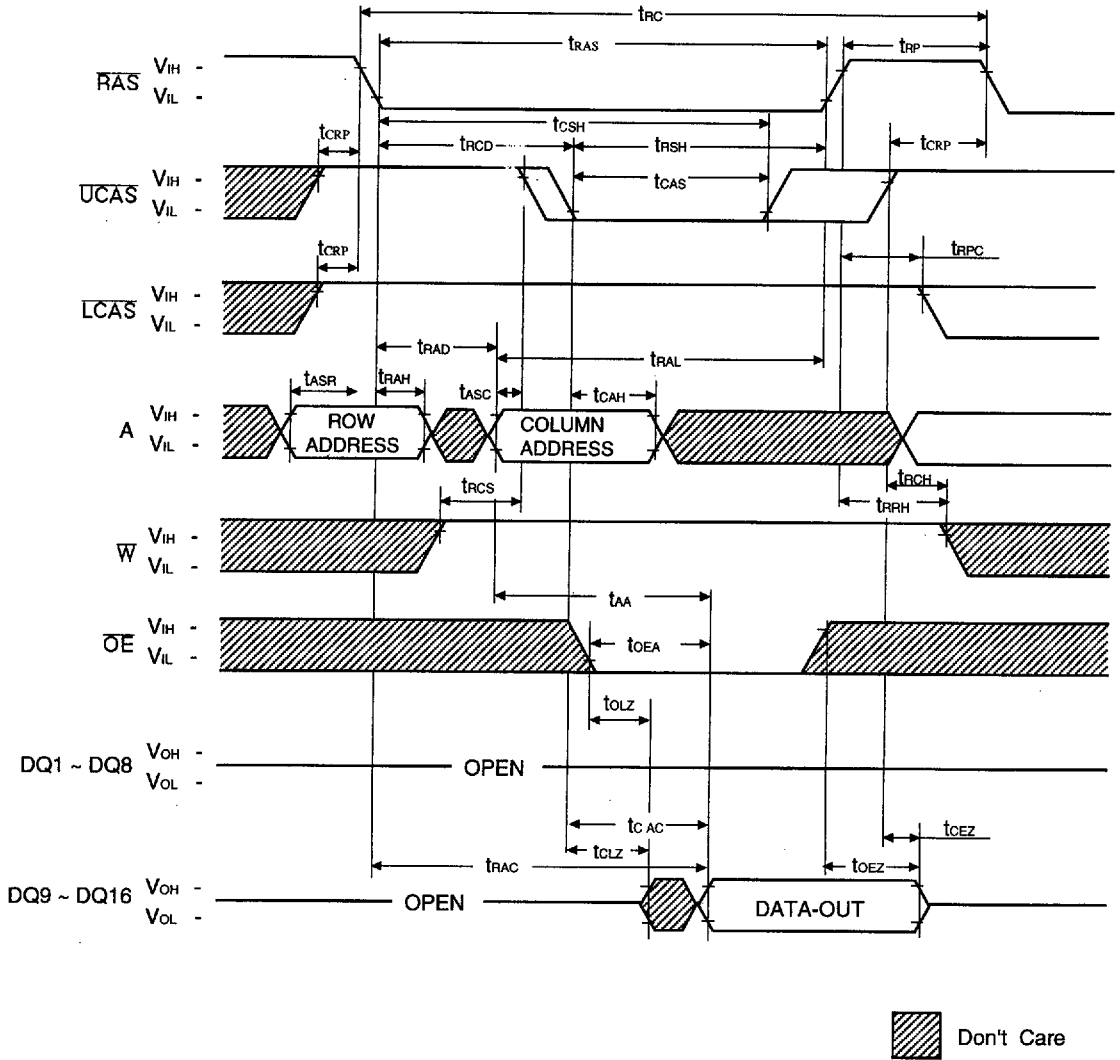 tRC
tRAS
tRP
RAS
VIH -
VIL -
tCSH
tCRP
tRCD
tRSH
tCRP
UCAS
VIH -
VIL -
tCAS
tCRP
tRPC
LCAS
VIH -
VIL -
tRAD
tRAL
tASR
tRAH
tASC
tCAH
A
VIH -
VIL -
ROW
ADDRESS
COLUMN
ADDRESS
tRCS
tRCH
tRRH
W
VIH -
VIL -
tAA
OE
VIH -
VIL -
tOEA
tOLZ
DQ1 ~ DQ8
VOH -
VOL -
OPEN
tCAC
tCEZ
tCLZ
tRAC
tOEZ
DQ9 ~ DQ16
VOH -
VOL -
OPEN
DATA-OUT
Don't Care